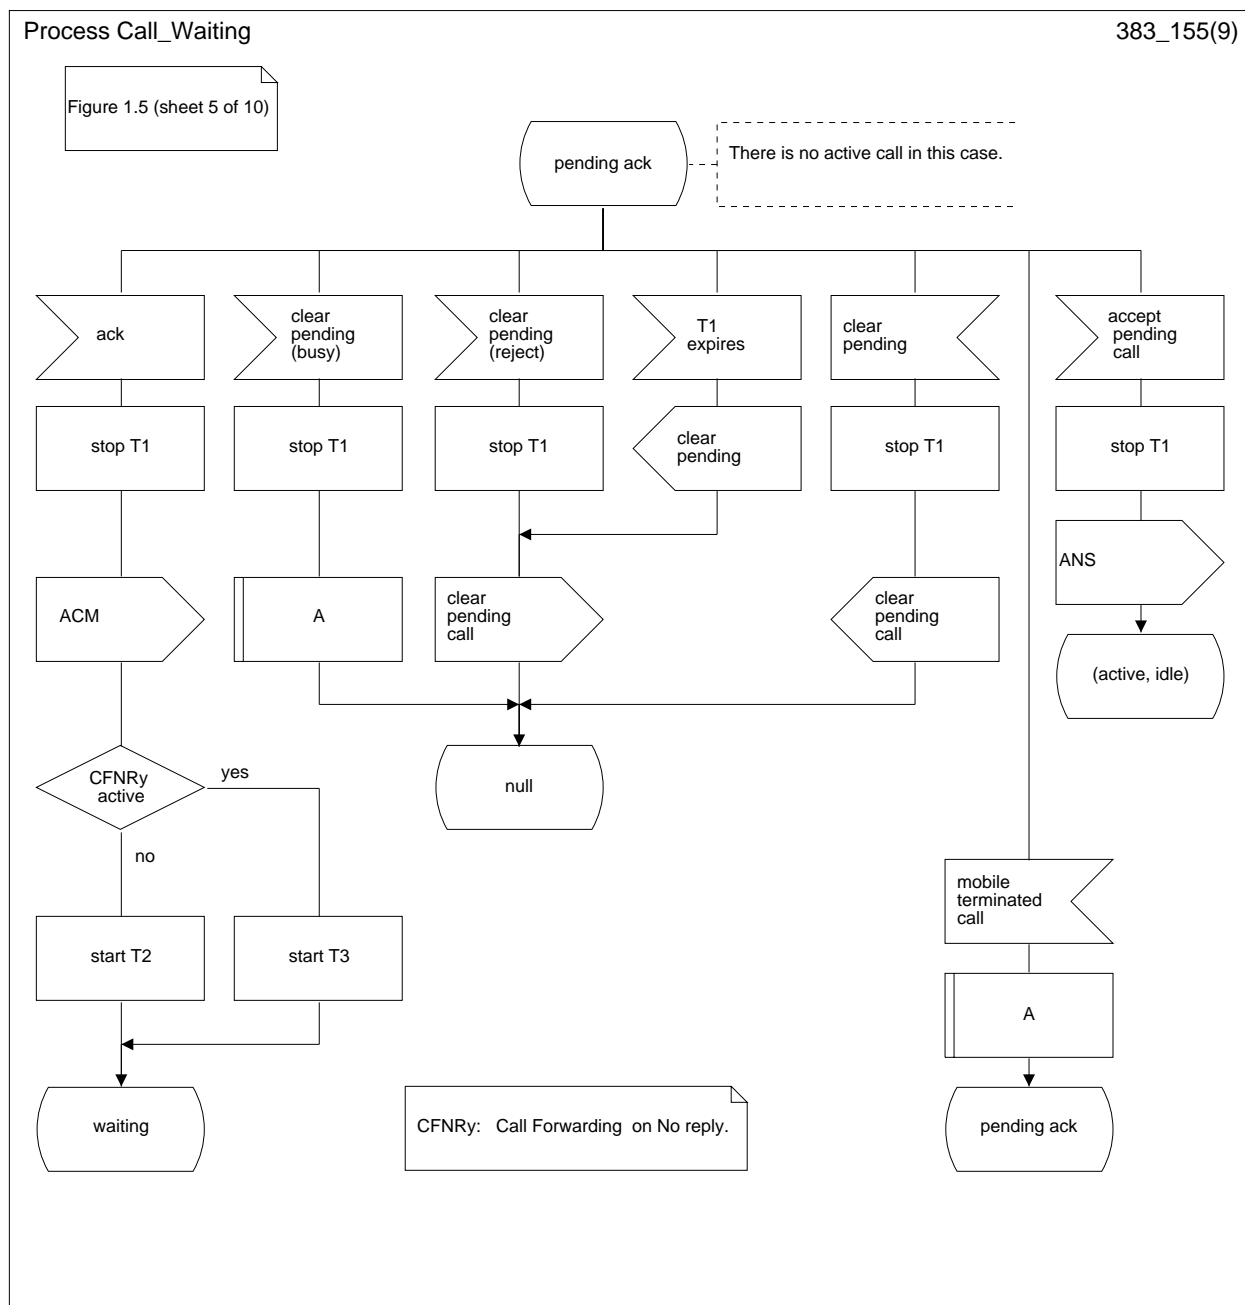 Process Call_Waiting
383_155(9)
Figure 1.5 (sheet 5 of 10)
pending ack
There is no active call in this case.
ack
clear
pending
(busy)
clear
pending
(reject)
T1
expires
clear
pending
accept
pending
call
stop T1
stop T1
stop T1
clear
pending
stop T1
stop T1
ANS
ACM
A
clear
pending
call
clear
pending
call
(active, idle)
CFNRy
active
yes
no
null
mobile
terminated
call
start T2
start T3
A
waiting
CFNRy: Call Forwarding on No reply.
pending ack